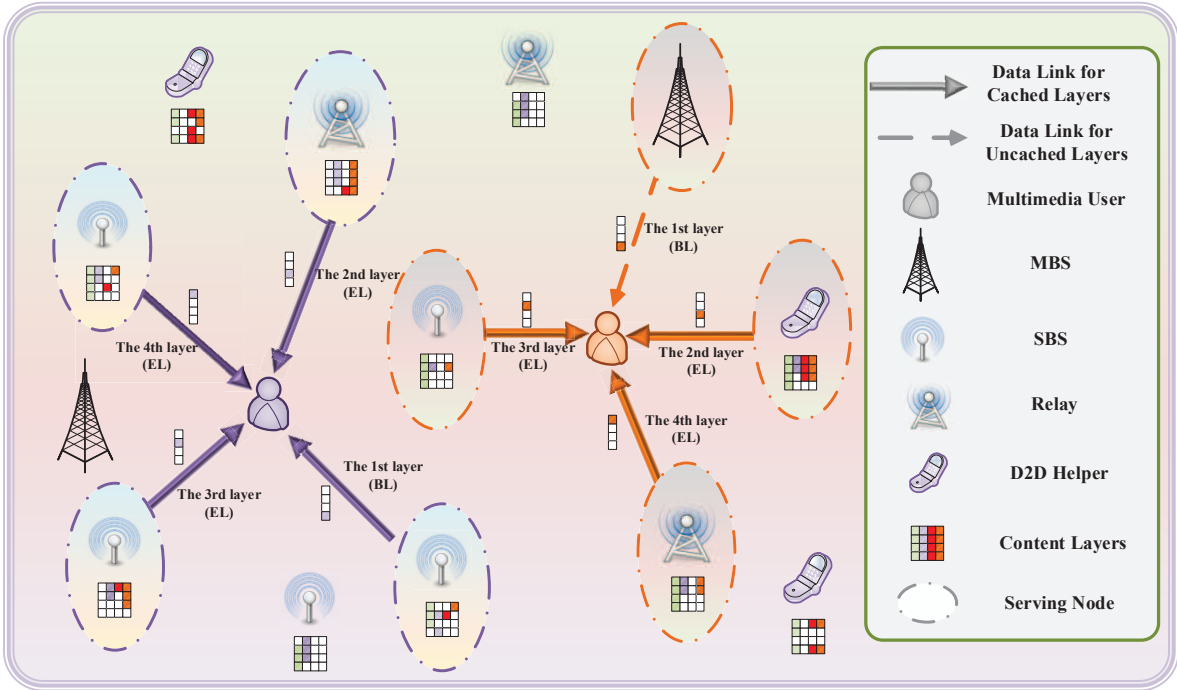 The 2nd layer
(EL)
The 4th layer
(EL)
The 3rd layer
(EL)
The 1st layer
(BL)
The 1st layer
(BL)
The 3rd layer
(EL)
The 2nd layer
(EL)
The 4th layer
(EL)
Data Link for
Cached Layers
Data Link for
Uncached Layers
Multimedia User
MBS
SBS
Relay
D2D Helper
Content Layers
Serving Node